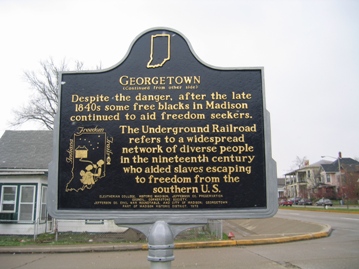 GEORGETOWN
(Continued from other side)
Despite the danger, after the late
1840s some free blacks in Madison
continued to aid freedom seekers.
The Underground Railroad
refers to a widespread
network of diverse people
in the nineteenth century
who aided slaves escaping
to freedom from the
southern U.S.
Indiana Freedom Trails